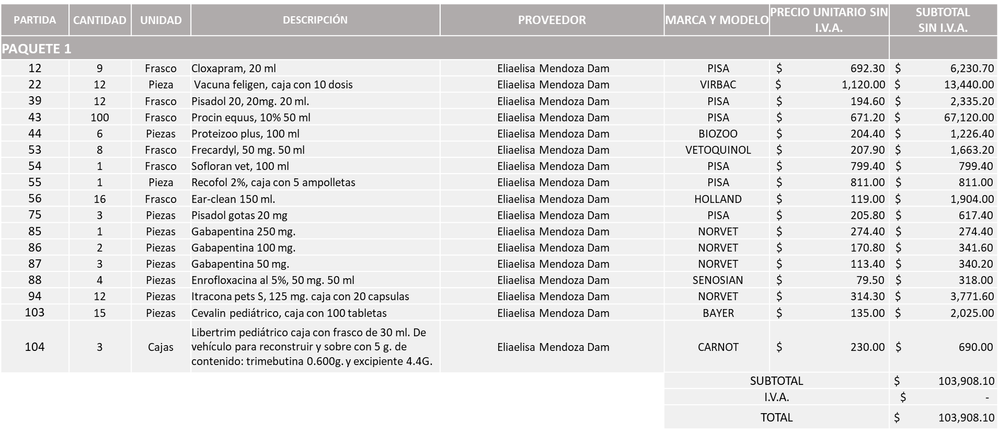 PARTIDA CANTIDAD UNIDAD DESCRIPCIÓN PROVEEDOR MARCA Y MODELO PRECIO UNITARIO SIN I.V.A. SUBTOTAL SIN I.V.A.
PAQUETE 1
12 9 Frasco Cloxapram, 20 ml Eliaelisa Mendoza Dam PISA $ 692.30 $ 6,230.70
22 12 Pieza Vacuna feligen, caja con 10 dosis Eliaelisa Mendoza Dam VIRBAC $ 1,120.00 $ 13,440.00
39 12 Frasco Pisadol 20, 20mg. 20 ml. Eliaelisa Mendoza Dam PISA $ 194.60 $ 2,335.20
43 100 Frasco Procin equus, 10% 50 ml Eliaelisa Mendoza Dam PISA $ 671.20 $ 67,120.00
44 6 Piezas Proteizoo plus, 100 ml Eliaelisa Mendoza Dam BIOZOO $ 204.40 $ 1,226.40
53 8 Frasco Frecardyl, 50 mg. 50 ml Eliaelisa Mendoza Dam VETOQUINOL $ 207.90 $ 1,663.20
54 1 Frasco Sofloran vet, 100 ml Eliaelisa Mendoza Dam PISA $ 799.40 $ 799.40
55 1 Pieza Recofol 2%, caja con 5 ampolletas Eliaelisa Mendoza Dam PISA $ 811.00 $ 811.00
56 16 Frasco Ear-clean 150 ml. Eliaelisa Mendoza Dam HOLLAND $ 119.00 $ 1,904.00
75 3 Piezas Pisadol gotas 20 mg Eliaelisa Mendoza Dam PISA $ 205.80 $ 617.40
85 1 Piezas Gabapentina 250 mg. Eliaelisa Mendoza Dam NORVET $ 274.40 $ 274.40
86 2 Piezas Gabapentina 100 mg. Eliaelisa Mendoza Dam NORVET $ 170.80 $ 341.60
87 3 Piezas Gabapentina 50 mg. Eliaelisa Mendoza Dam NORVET $ 113.40 $ 340.20
88 4 Piezas Enrofloxacina al 5%, 50 mg. 50 ml Eliaelisa Mendoza Dam SENOSIAN $ 79.50 $ 318.00
94 12 Piezas Itracona pets S, 125 mg. caja con 20 capsulas Eliaelisa Mendoza Dam NORVET $ 314.30 $ 3,771.60
103 15 Piezas Cevalin pediátrico, caja con 100 tabletas Eliaelisa Mendoza Dam BAYER $ 135.00 $ 2,025.00
104 3 Cajas Libertrim pediátrico caja con frasco de 30 ml. De
vehículo para reconstruir y sobre con 5 g. de
contenido: trimebutina 0.600g. y excipiente 4.4G. Eliaelisa Mendoza Dam CARNOT $ 230.00 $ 690.00
SUBTOTAL $ 103,908.10
I.V.A. $ -
TOTAL $ 103,908.10